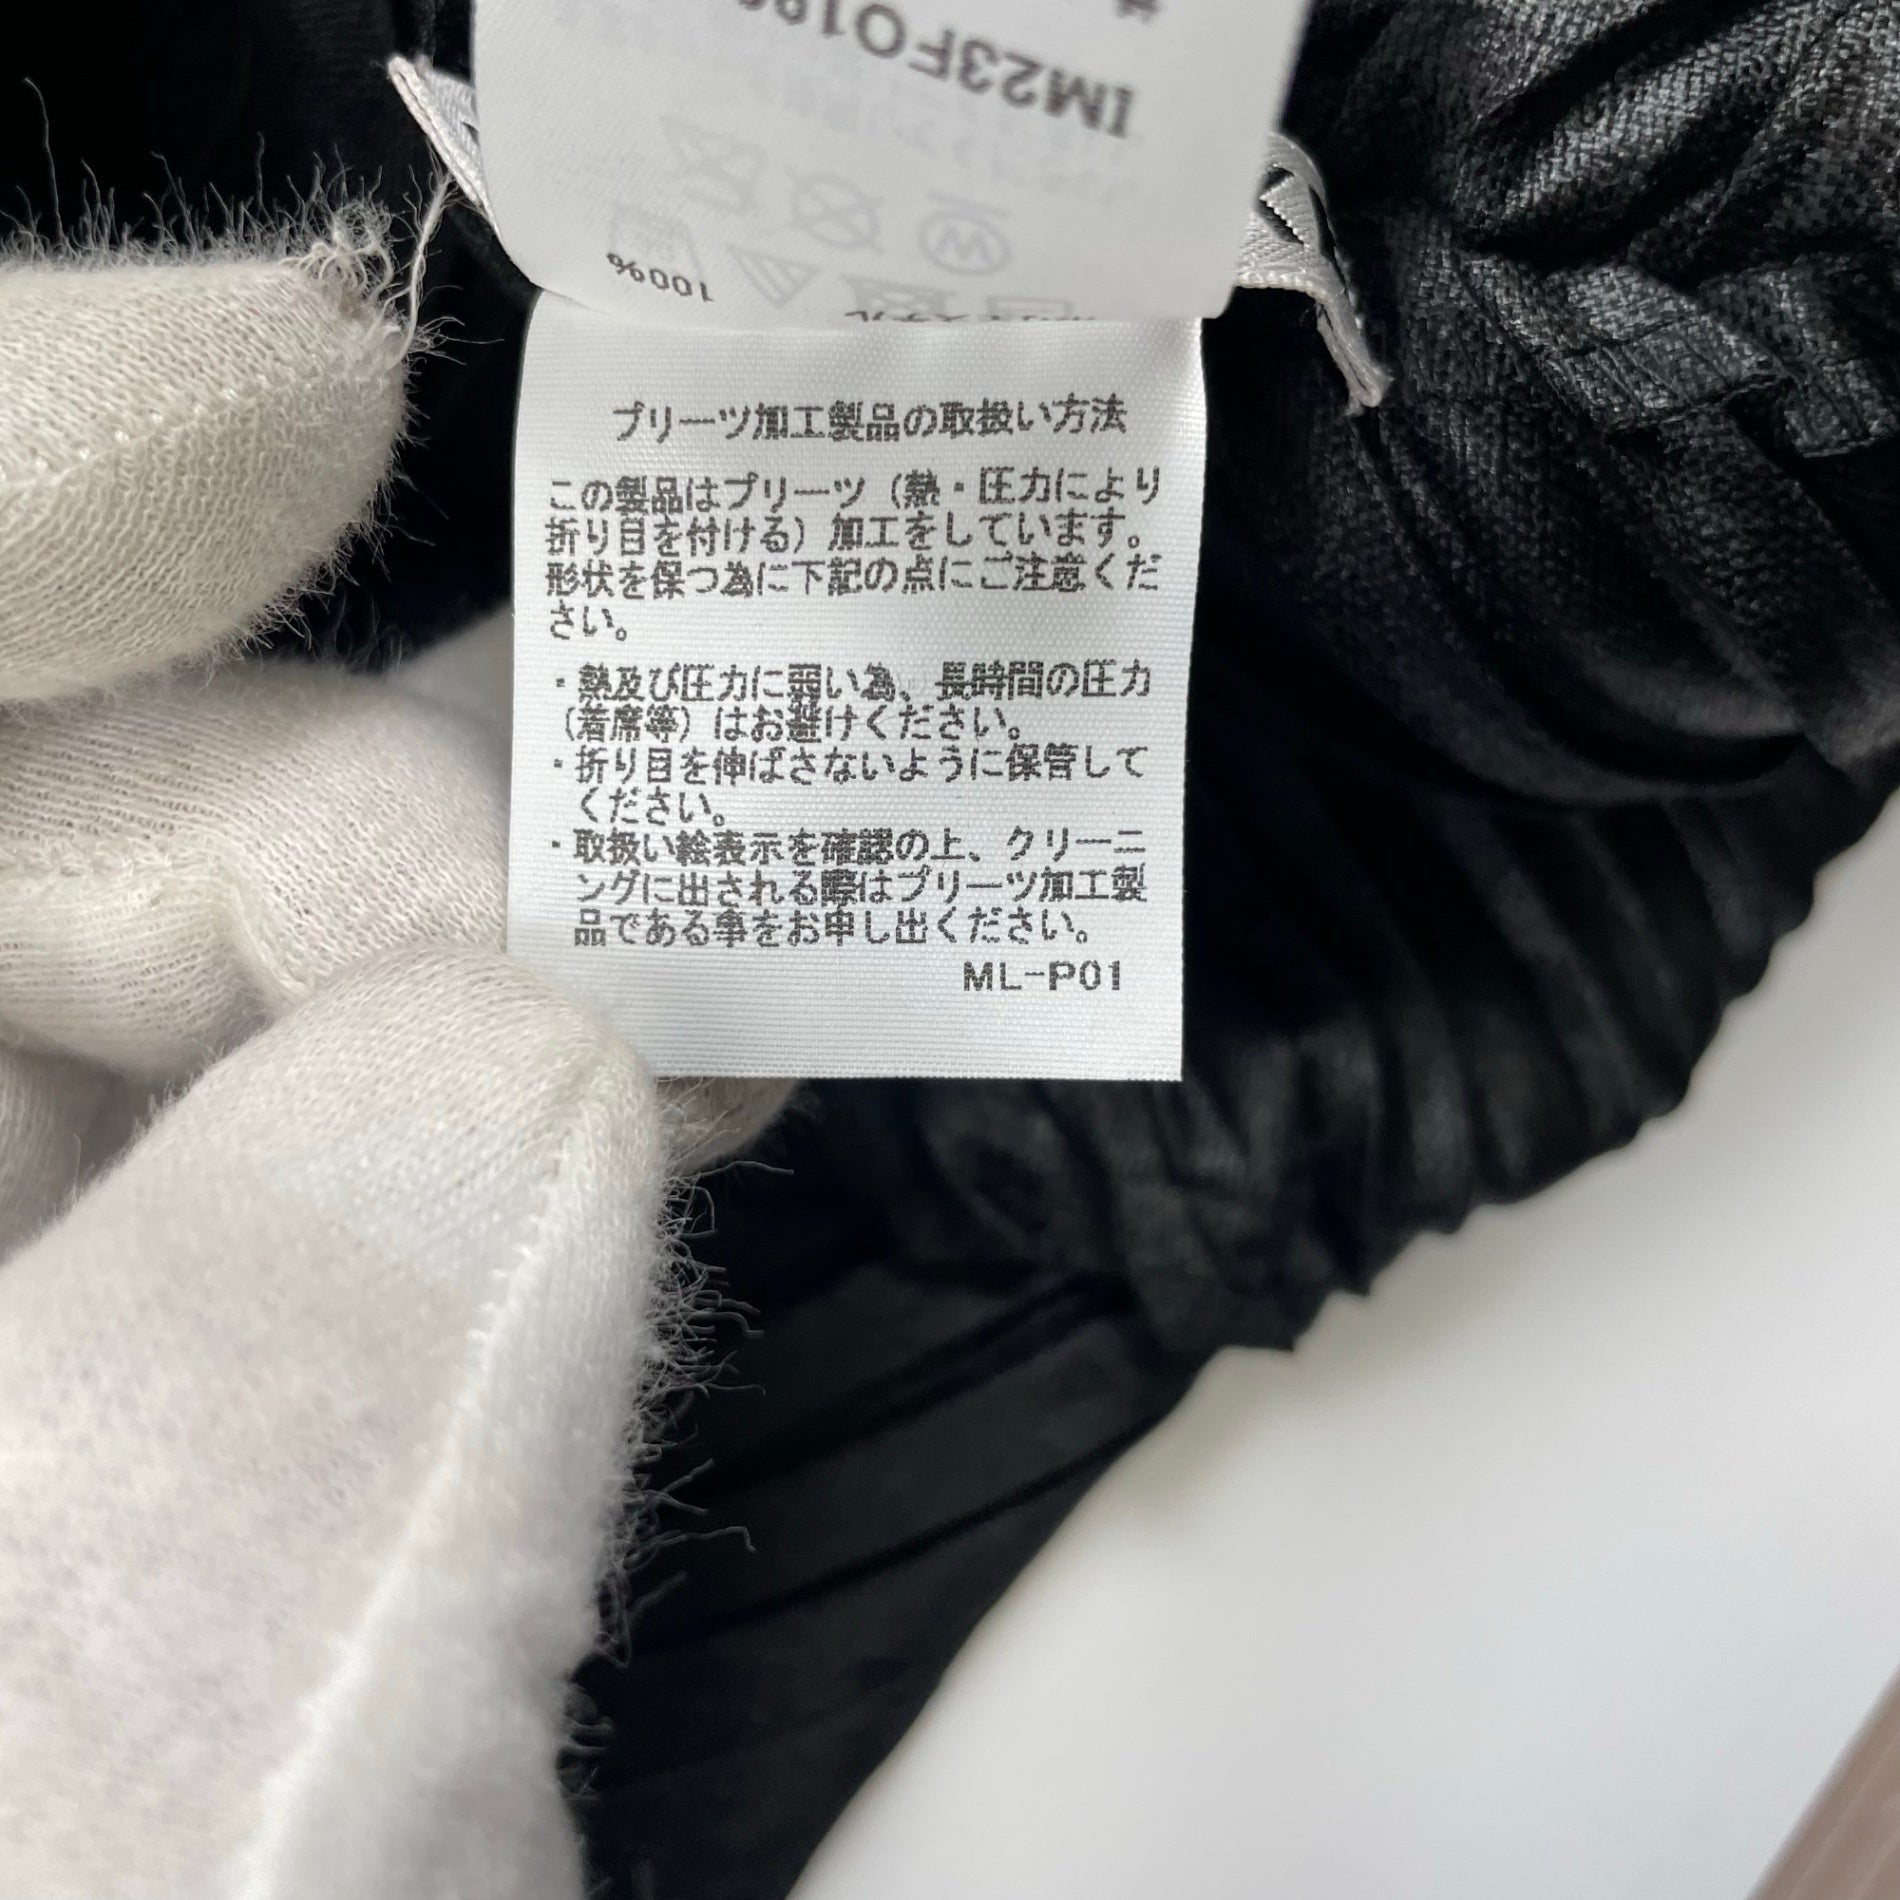 IM23FO19
100%
プリーツ加工製品の取扱い方法
この製品はプリーツ（熱・圧力により
折り目を付ける）加工をしています。
形状を保つ為に下記の点にご注意くだ
さい。
・熱及び圧力に弱い為、長時間の圧力
（着席等）はお避けください。
・折り目を伸ばさないように保管して
ください。
・取扱い絵表示を確認の上、クリーニ
ングに出される際はプリーツ加工製
品である事をお申し出ください。
ML-P01